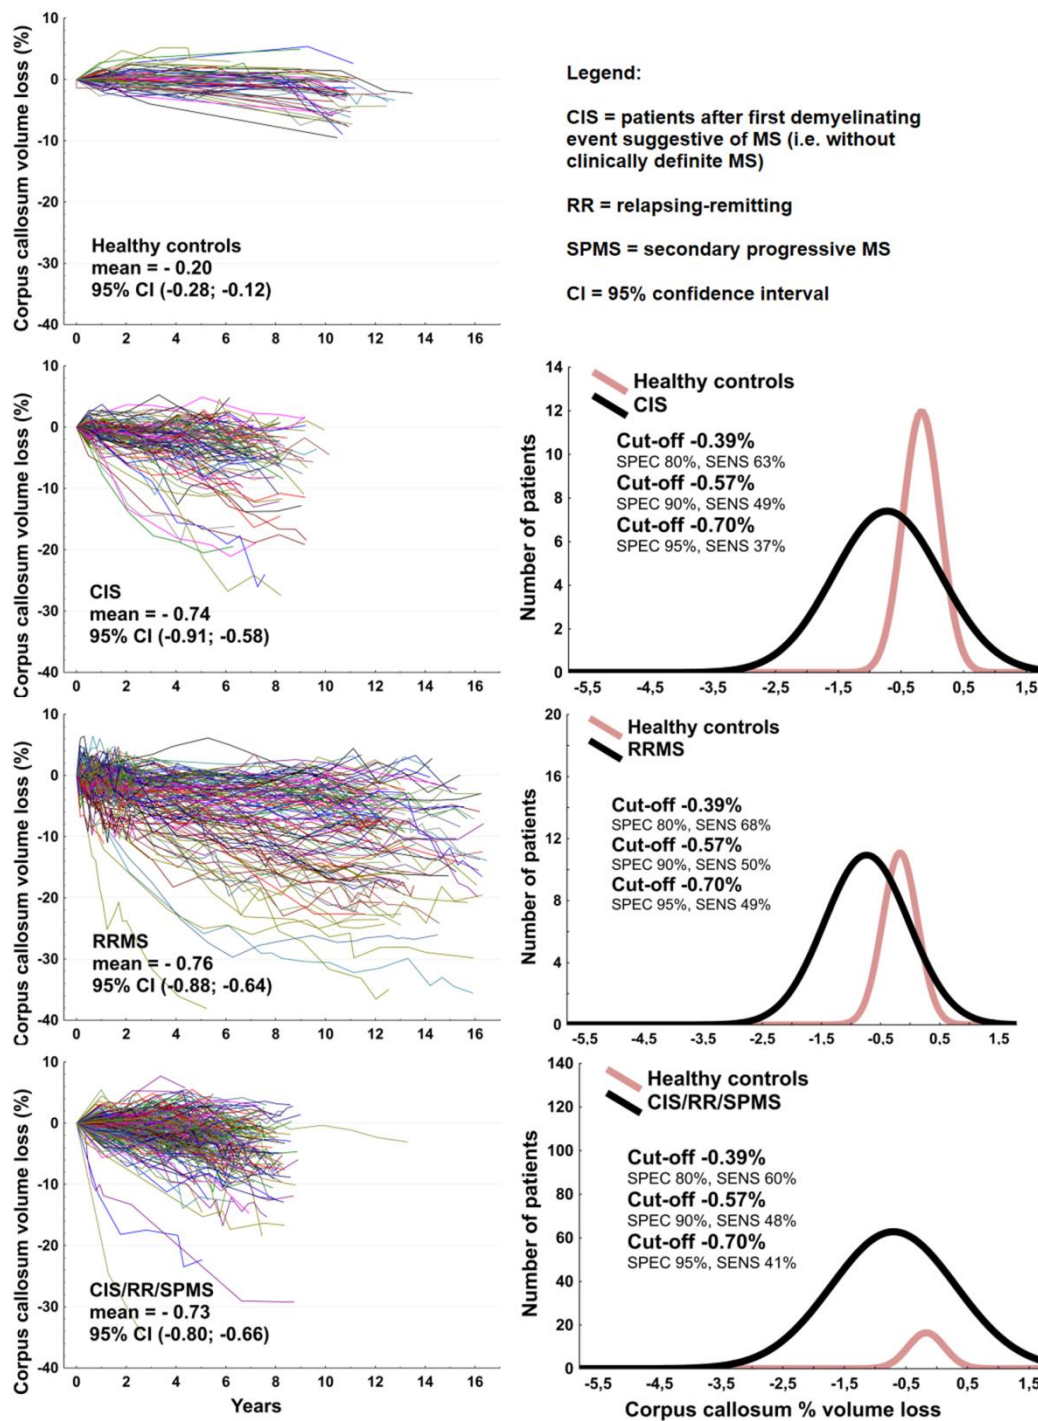 Corpus callosum volume loss (%)
10
0
-10
-20
-30
-40
Healthy controls
mean = - 0.20
95% CI (-0.28; -0.12)
0 2 4 6 8 10 12 14 16
Legend:
CIS = patients after first demyelinating
event suggestive of MS (i.e. without
clinically definite MS)
RR = relapsing-remitting
SPMS = secondary progressive MS
CI = 95% confidence interval
Corpus callosum volume loss (%)
10
0
-10
-20
-30
-40
CIS
mean = - 0.74
95% CI (-0.91; -0.58)
0 2 4 6 8 10 12 14 16
Number of patients
14
12
10
8
6
4
2
0
Healthy controls
CIS
Cut-off -0.39%
SPEC 80%, SENS 63%
Cut-off -0.57%
SPEC 90%, SENS 49%
Cut-off -0.70%
SPEC 95%, SENS 37%
-5,5 -4,5 -3,5 -2,5 -1,5 -0,5 0,5 1,5
Corpus callosum volume loss (%)
10
0
-10
-20
-30
-40
RRMS
mean = - 0.76
95% CI (-0.88; -0.64)
0 2 4 6 8 10 12 14 16
Number of patients
20
16
12
8
4
0
Healthy controls
RRMS
Cut-off -0.39%
SPEC 80%, SENS 68%
Cut-off -0.57%
SPEC 90%, SENS 50%
Cut-off -0.70%
SPEC 95%, SENS 49%
-5,5 -4,5 -3,5 -2,5 -1,5 -0,5 0,5 1,5
Corpus callosum volume loss (%)
10
0
-10
-20
-30
-40
CIS/RR/SPMS
mean = - 0.73
95% CI (-0.80; -0.66)
0 2 4 6 8 10 12 14 16
Years
Number of patients
140
120
100
80
60
40
20
0
Healthy controls
CIS/RR/SPMS
Cut-off -0.39%
SPEC 80%, SENS 60%
Cut-off -0.57%
SPEC 90%, SENS 48%
Cut-off -0.70%
SPEC 95%, SENS 41%
-5,5 -4,5 -3,5 -2,5 -1,5 -0,5 0,5 1,5
Corpus callosum % volume loss